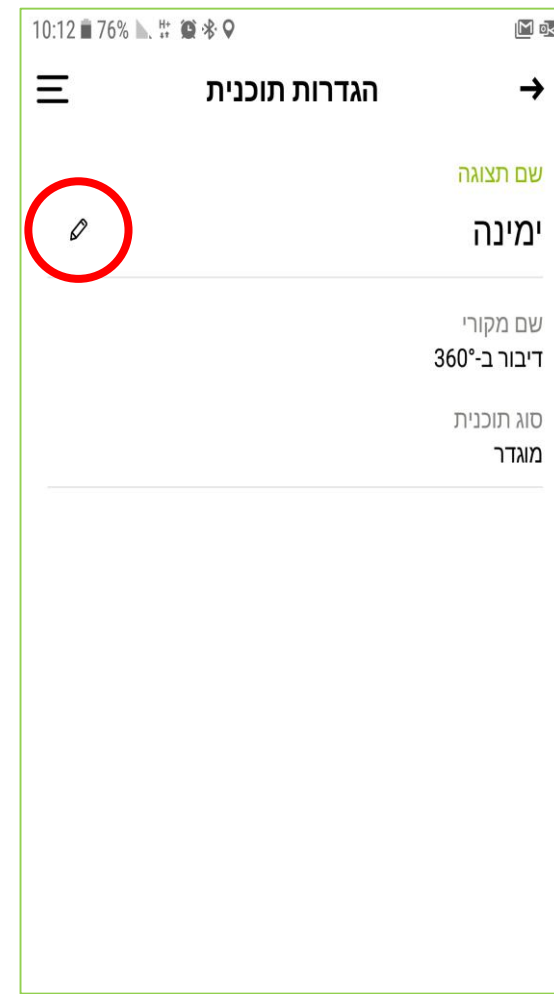 10:12 76% H+
הגדרות תוכנית
שם תצוגה
ימינה
שם מקורי
דיבור ב-360°
סוג תוכנית
מוגדר